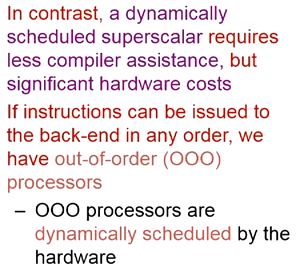 In contrast, a dynamically
scheduled superscalar requires
less compiler assistance, but
significant hardware costs
If instructions can be issued to
the back-end in any order, we
have out-of-order (OOO)
processors
– OOO processors are
dynamically scheduled by the
hardware